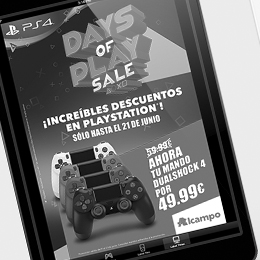 PS4
DAYS
OF
PLAY
SALE
¡INCREÍBLES DESCUENTOS
EN PLAYSTATION®!
SÓLO HASTA EL 21 DE JUNIO
59.99€
AHORA
TU MANDO
DUALSHOCK 4
POR
49.99€
Alcampo